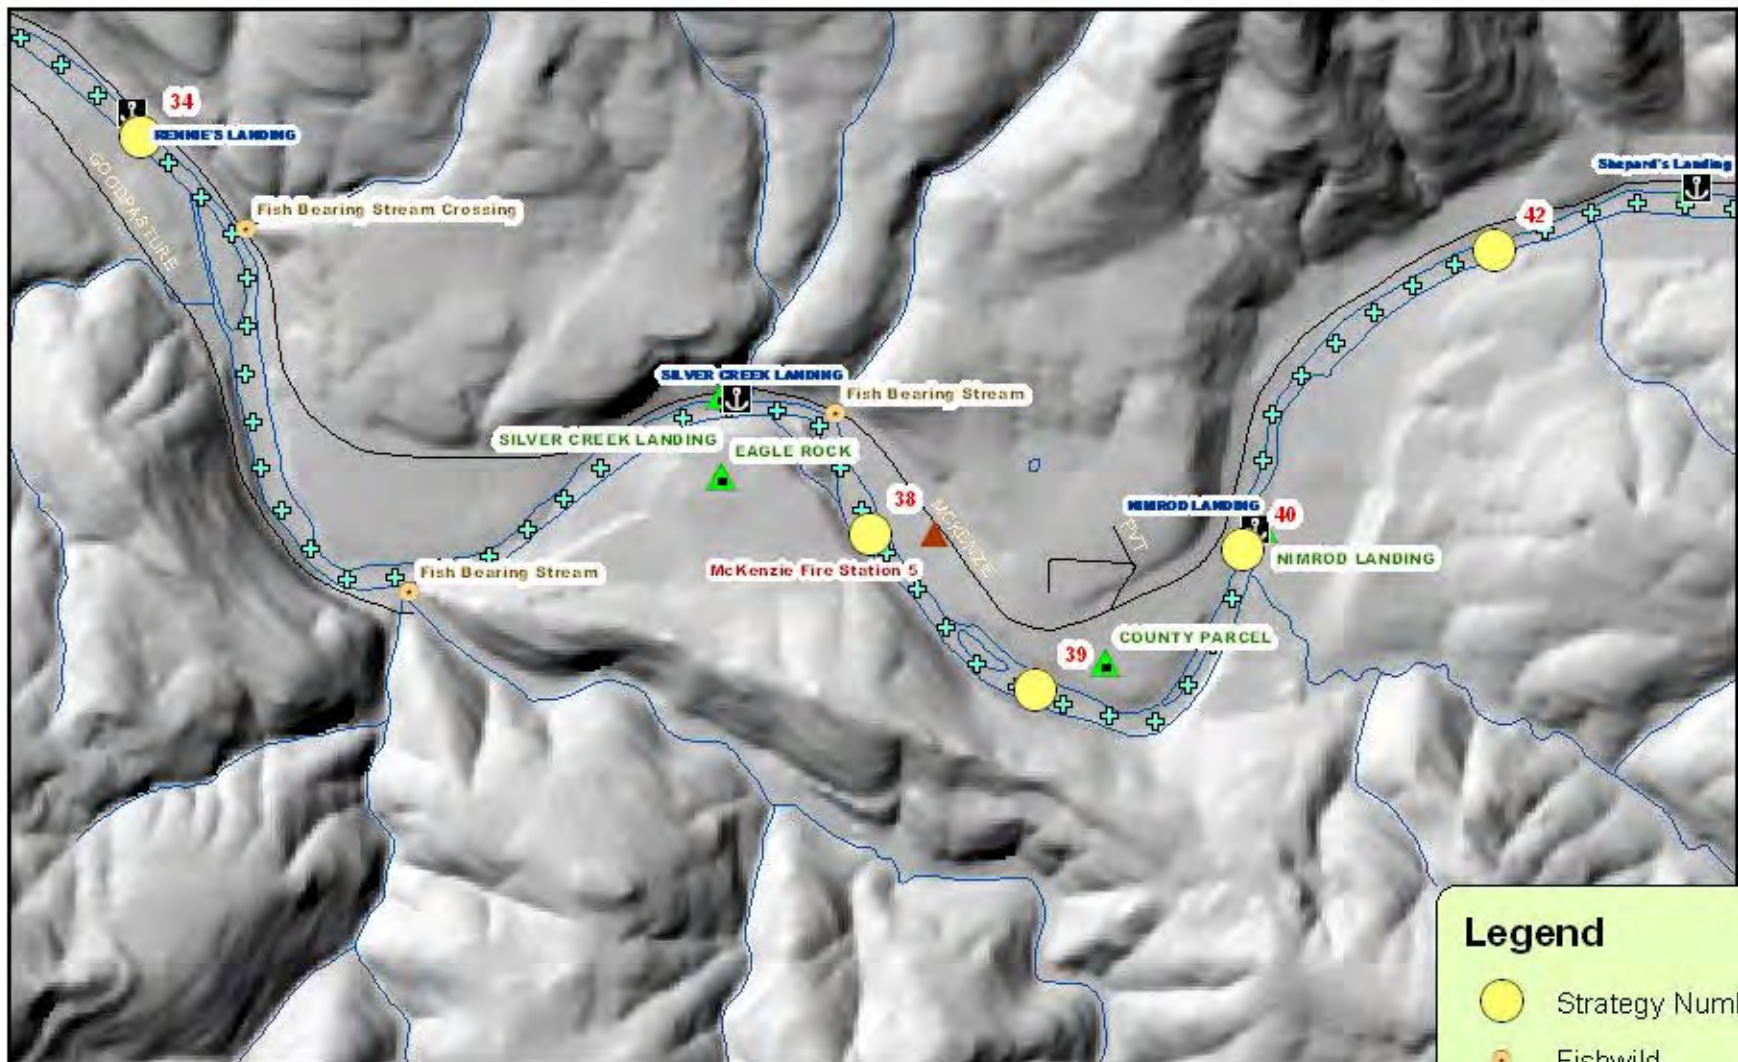 34
RENNIE'S LANDING
GOODPASTURE
Fish Bearing Stream Crossing
Shepard's Landing
42
SILVER CREEK LANDING
Fish Bearing Stream
SILVER CREEK LANDING
EAGLE ROCK
38
MCKENZIE
McKenzie Fire Station 5
NIMROD LANDING
40
PVT
NIMROD LANDING
Fish Bearing Stream
COUNTY PARCEL
39
Legend
Strategy Num
Fishwild